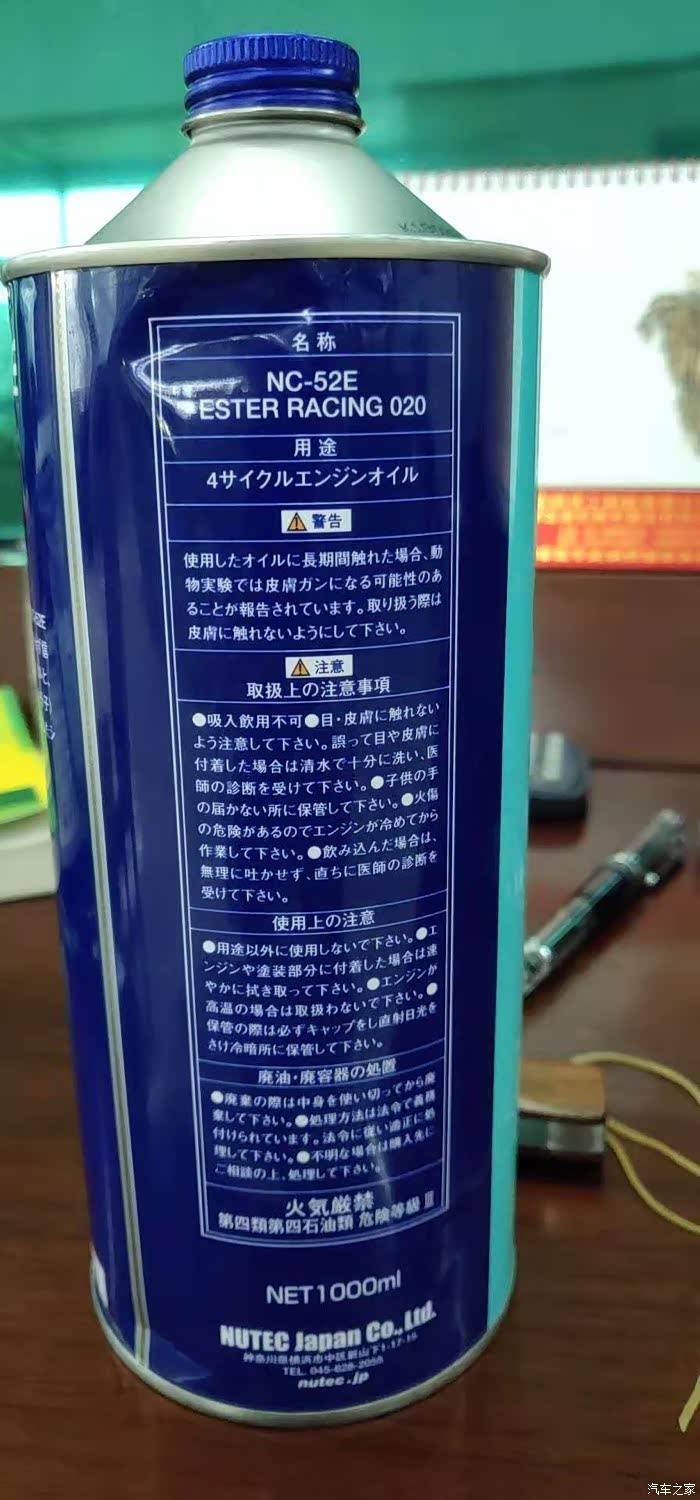 名称
NC-52E
ESTER RACING 020
用途
4サイクルエンジンオイル
警告
使用したオイルに長期間触れた場合、動
物実験では皮膚ガンになる可能性のあ
ることが報告されています。取り扱う際は
皮膚に触れないようにして下さい。
注意
取扱上の注意事項
●吸入飲用不可●目・皮膚に触れない
よう注意して下さい。誤って目や皮膚に
付着した場合は清水で十分に洗い、医
師の診断を受けて下さい。●子供の手
の届かない所に保管して下さい。●火傷
の危険があるのでエンジンが冷めてから
作業して下さい。●飲み込んだ場合は、
無理に吐かせず、直ちに医師の診断を
受けて下さい。
使用上の注意
●用途以外に使用しないで下さい。●エ
ンジンや塗装部分に付着した場合は速
やかに拭き取って下さい。●エンジンが
高温の場合は取扱わないで下さい。●
保管の際は必ずキャップをし直射日光を
さけ冷暗所に保管して下さい。
廃油・廃容器の処置
●廃棄の際は中身を使い切ってから廃
棄して下さい。●処理方法は法令で義務
付けられています。法令に従い適正に処
理して下さい。●不明な場合は購入先に
ご相談の上、処理して下さい。
火気厳禁
第四類第四石油類 危険等級 Ⅲ
NET1000ml
NUTEC Japan Co., Ltd.
神奈川県横浜市中区新山下1-17-15
TEL. 045-628-2055
nutec.jp
汽车之家